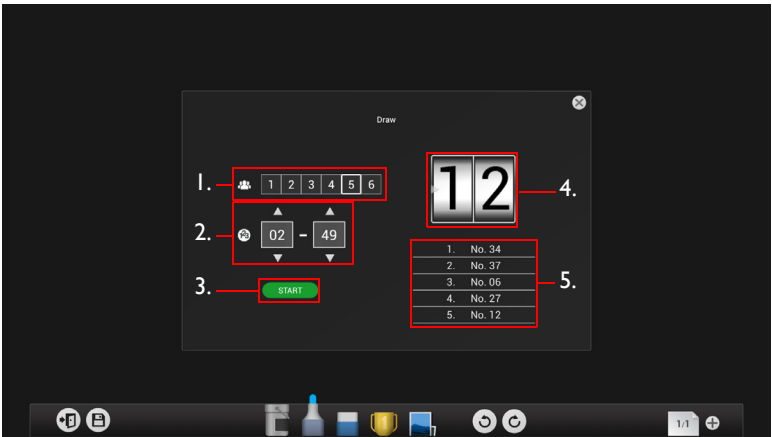 Draw
1. 1 2 3 4 5 6
12
4.
2. 02 - 49
3. START
1. No. 34
2. No. 37
3. No. 06
4. No. 27
5. No. 12
5.
1
1/1